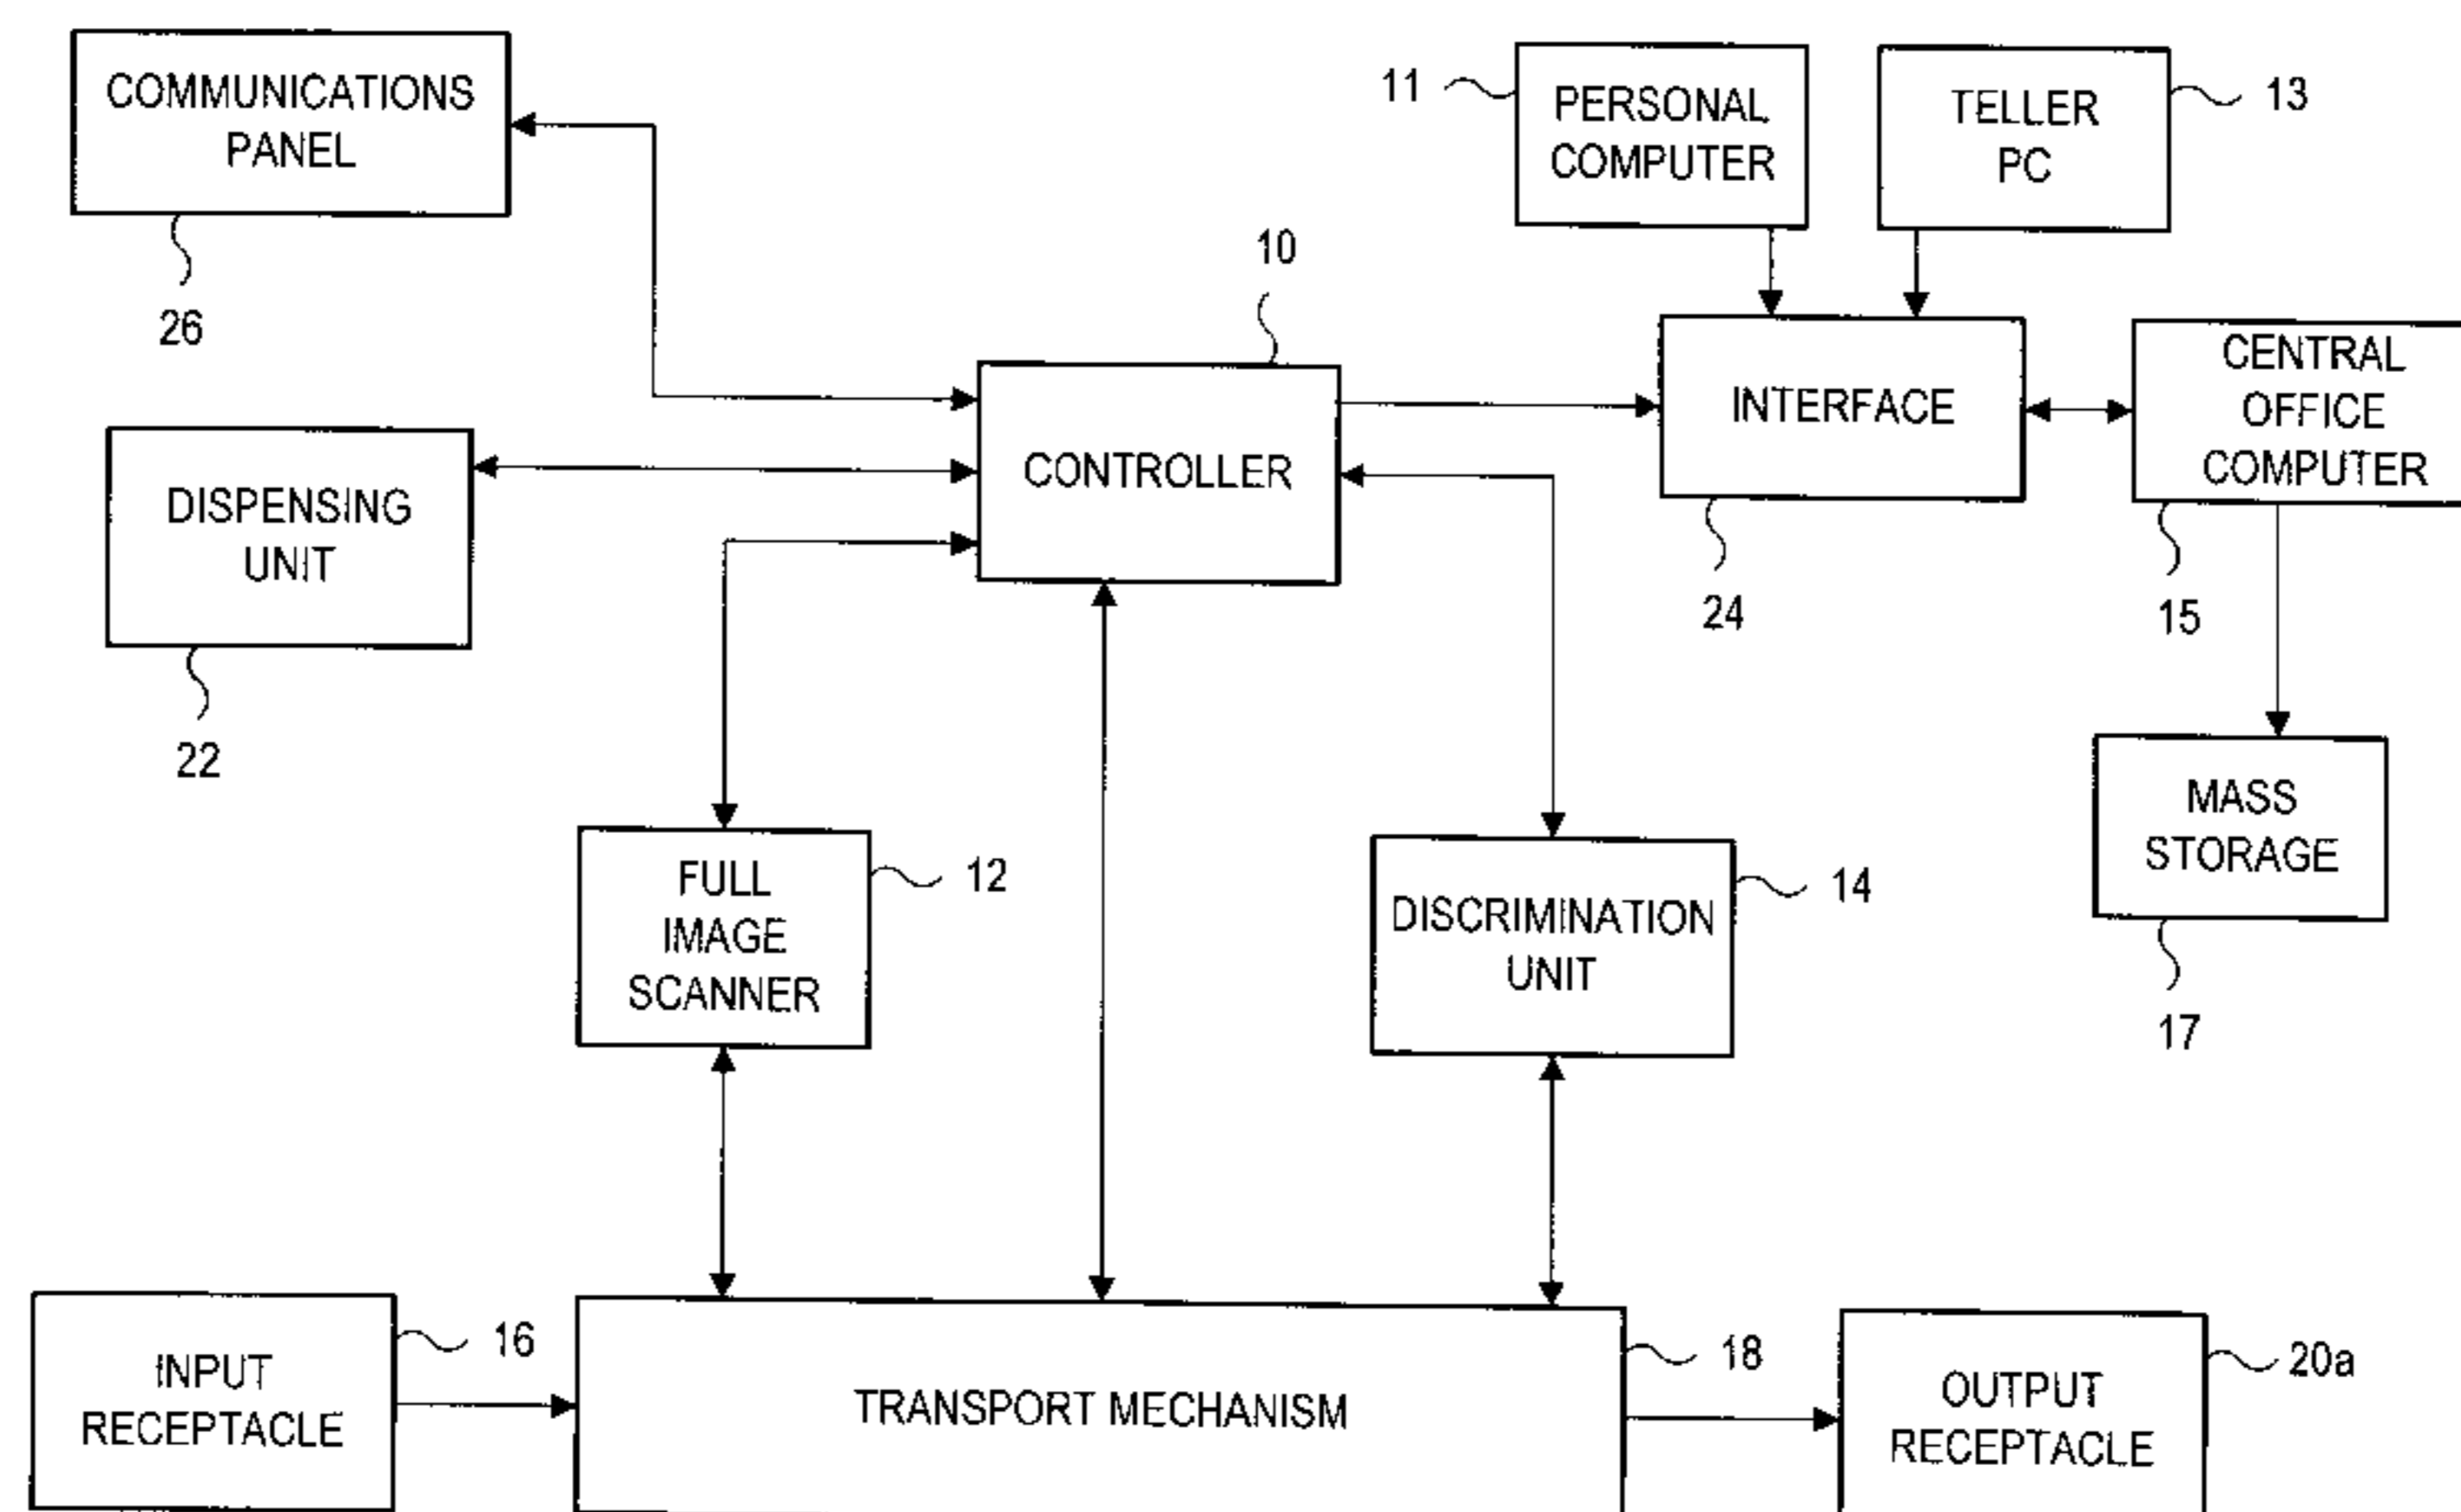 COMMUNICATIONS
PANEL
26
11
PERSONAL
COMPUTER
TELLER
PC
13
10
CONTROLLER
INTERFACE
24
CENTRAL
OFFICE
COMPUTER
15
DISPENSING
UNIT
22
MASS
STORAGE
17
FULL
IMAGE
SCANNER
12
DISCRIMINATION
UNIT
14
INPUT
RECEPTACLE
16
TRANSPORT MECHANISM
18
OUTPUT
RECEPTACLE
20a